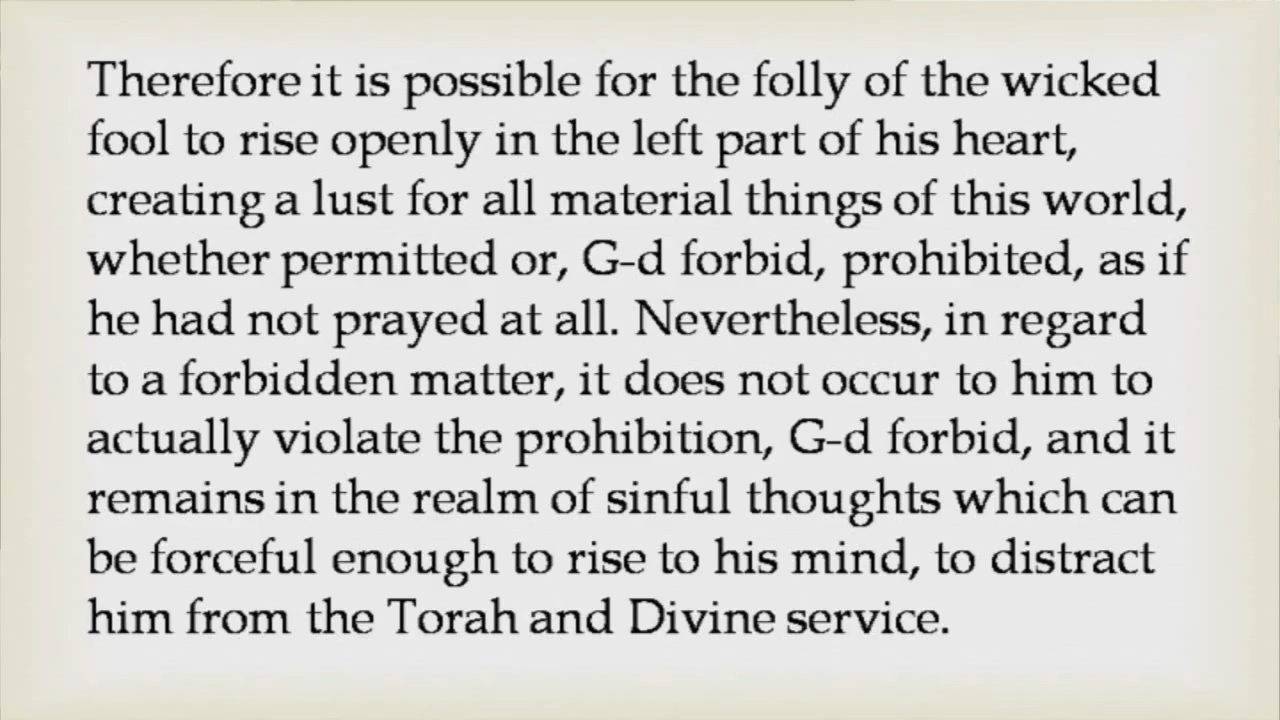 Therefore it is possible for the folly of the wicked
fool to rise openly in the left part of his heart,
creating a lust for all material things of this world,
whether permitted or, G-d forbid, prohibited, as if
he had not prayed at all. Nevertheless, in regard
to a forbidden matter, it does not occur to him to
actually violate the prohibition, G-d forbid, and it
remains in the realm of sinful thoughts which can
be forceful enough to rise to his mind, to distract
him from the Torah and Divine service.